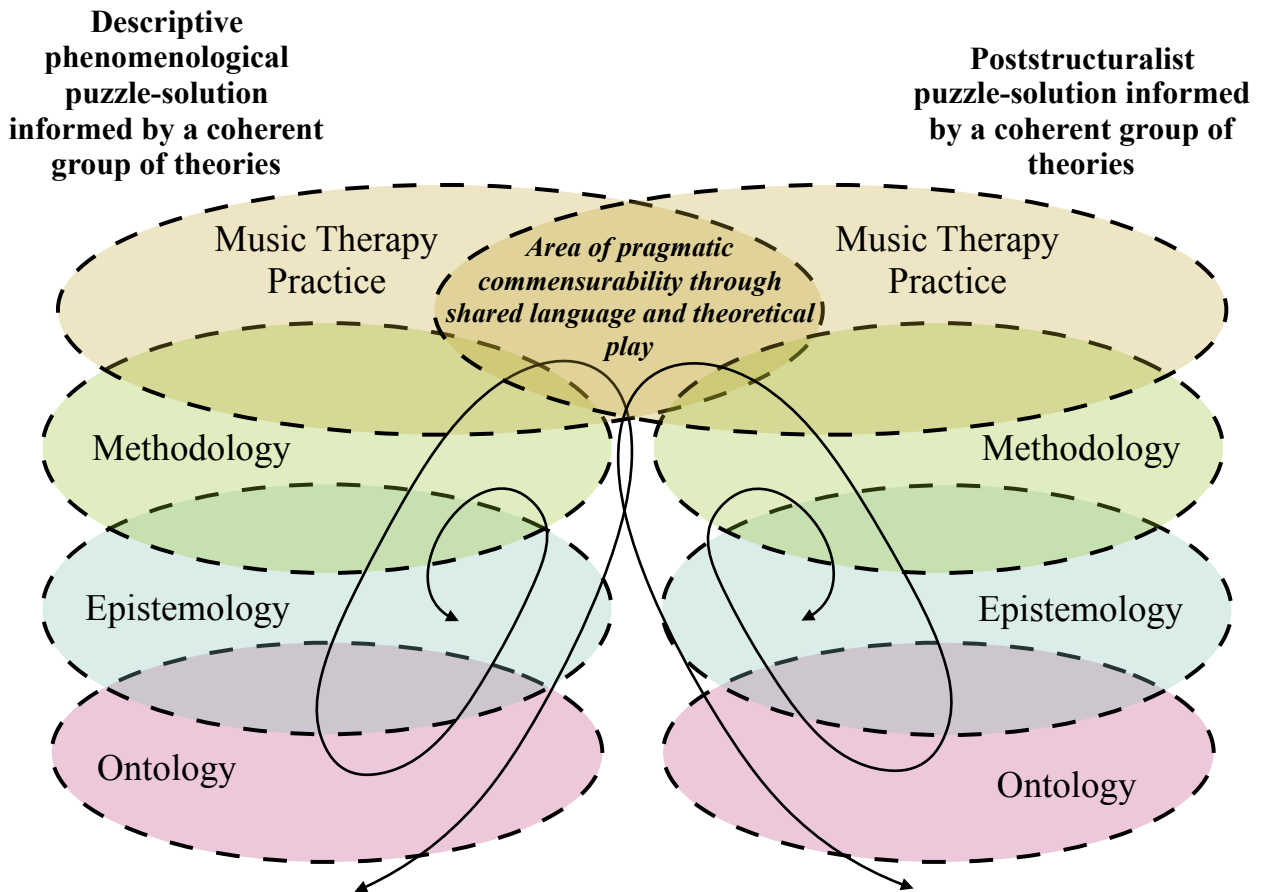 Descriptive
phenomenological
puzzle-solution
informed by a coherent
group of theories
Poststructuralist
puzzle-solution informed
by a coherent group of
theories
Music Therapy
Practice
Area of pragmatic
commensurability through
shared language and theoretical
play
Music Therapy
Practice
Methodology
Methodology
Epistemology
Epistemology
Ontology
Ontology